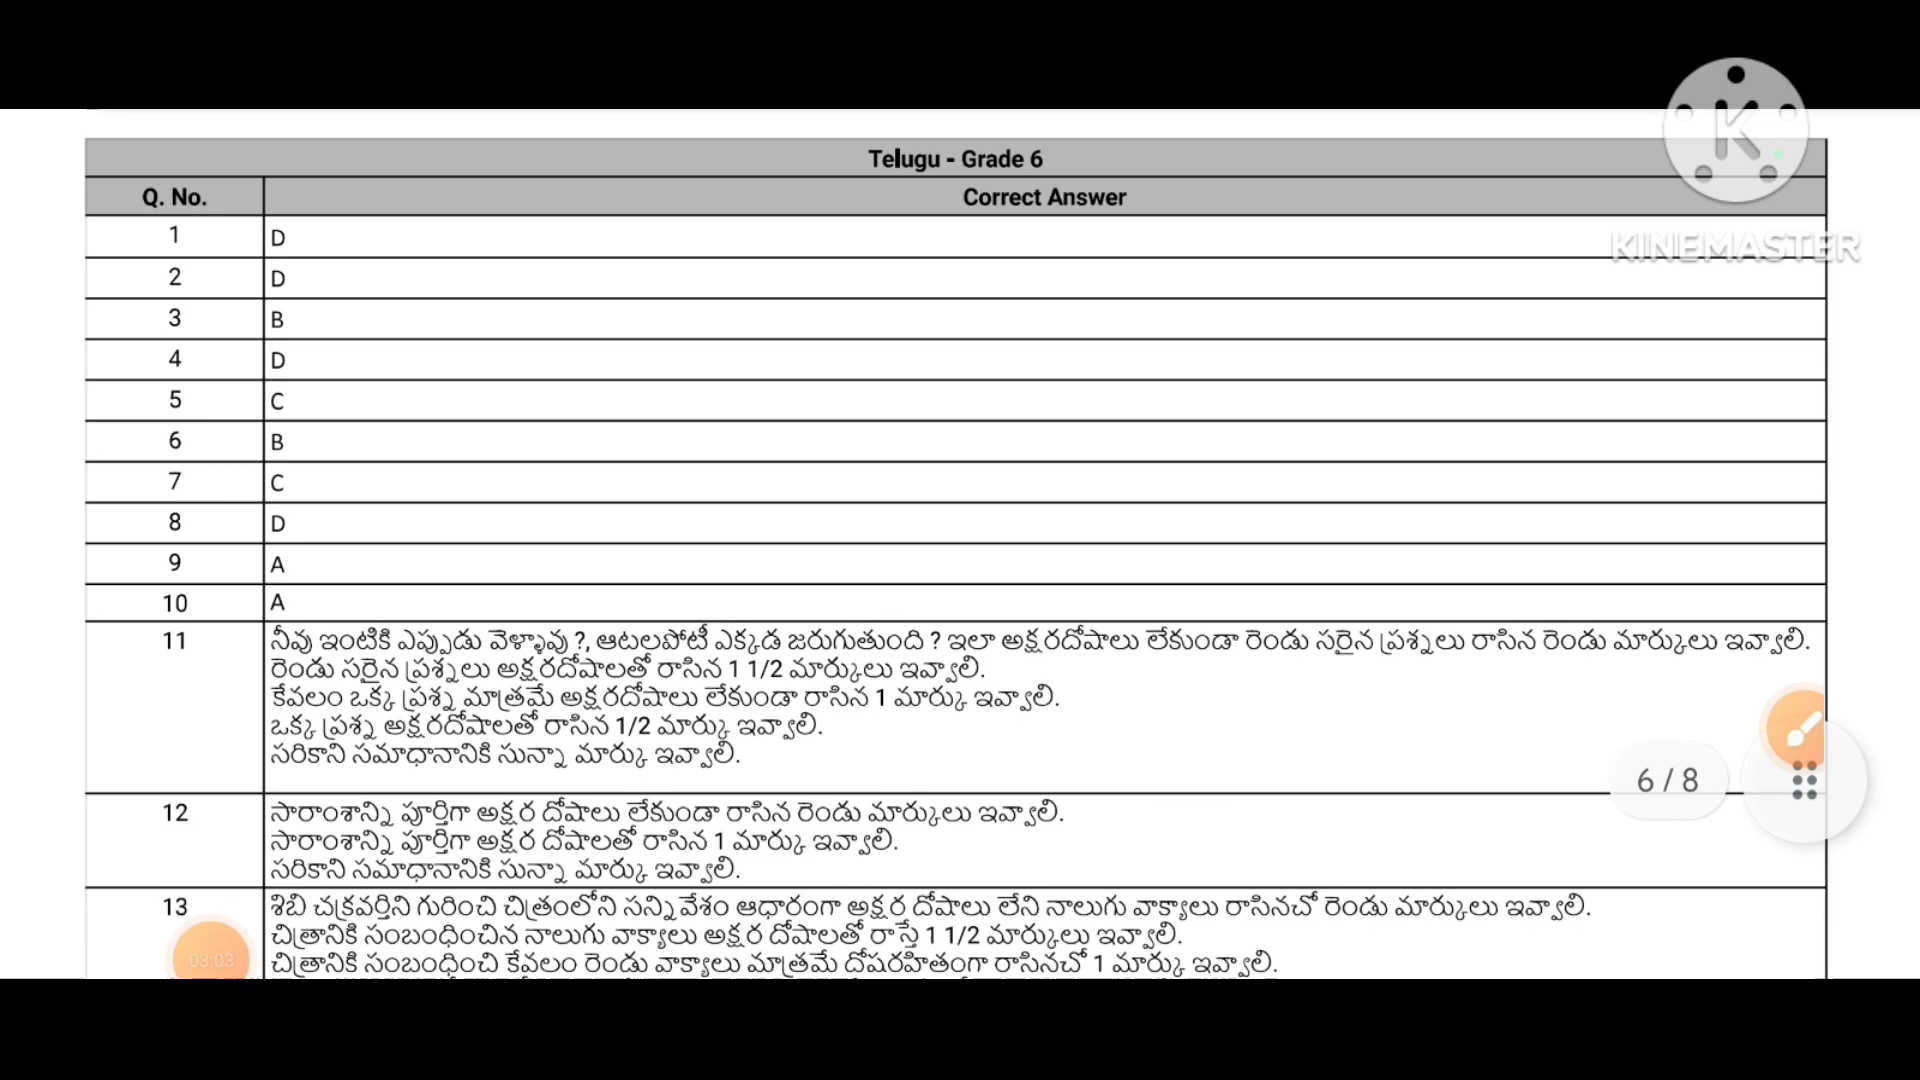 Telugu - Grade 6
Q. No. Correct Answer
1 D
2 D
3 B
4 D
5 C
6 B
7 C
8 D
9 A
10 A
11 నీవు ఇంటికి ఎప్పుడు వెళ్ళావు ?, ఆటలపోటీ ఎక్కడ జరుగుతుంది ? ఇలా అక్షరదోషాలు లేకుండా రెండు సరైన ప్రశ్నలు రాసిన రెండు మార్కులు ఇవ్వాలి.
రెండు సరైన ప్రశ్నలు అక్షరదోషాలతో రాసిన 1 1/2 మార్కులు ఇవ్వాలి.
కేవలం ఒక్క ప్రశ్న మాత్రమే అక్షరదోషాలు లేకుండా రాసిన 1 మార్కు ఇవ్వాలి.
ఒక్క ప్రశ్న అక్షరదోషాలతో రాసిన 1/2 మార్కు ఇవ్వాలి.
సరికాని సమాధానానికి సున్నా మార్కు ఇవ్వాలి.
12 సారాంశాన్ని పూర్తిగా అక్షర దోషాలు లేకుండా రాసిన రెండు మార్కులు ఇవ్వాలి.
సారాంశాన్ని పూర్తిగా అక్షర దోషాలతో రాసిన 1 మార్కు ఇవ్వాలి.
సరికాని సమాధానానికి సున్నా మార్కు ఇవ్వాలి.
13 శిబి చక్రవర్తిని గురించి చిత్రంలోని సన్నివేశం ఆధారంగా అక్షర దోషాలు లేని నాలుగు వాక్యాలు రాసినచో రెండు మార్కులు ఇవ్వాలి.
చిత్రానికి సంబంధించిన నాలుగు వాక్యాలు అక్షర దోషాలతో రాస్తే 1 1/2 మార్కులు ఇవ్వాలి.
చిత్రానికి సంబంధించి కేవలం రెండు వాక్యాలు మాత్రమే దోషరహితంగా రాసినచో 1 మార్కు ఇవ్వాలి.
K
KINEMASTER
6 / 8
03:03